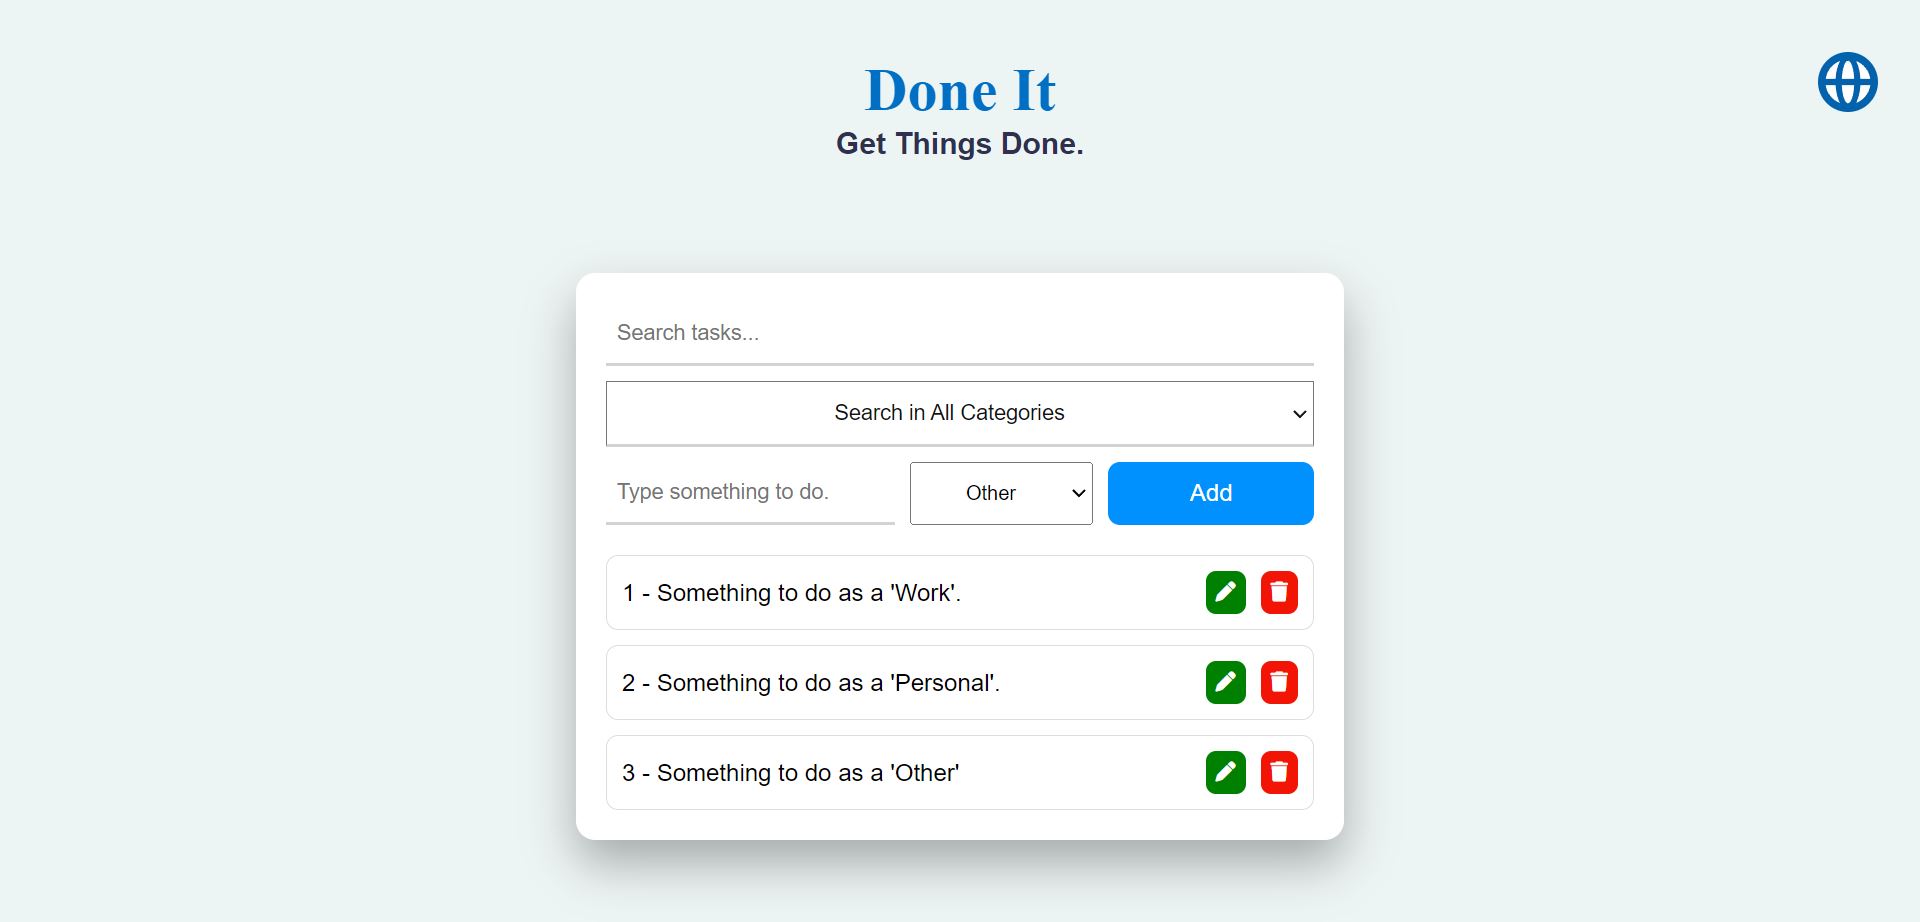 Done It
Get Things Done.
Search tasks...
Search in All Categories
Type something to do.
Other
Add
1 - Something to do as a 'Work'.
2 - Something to do as a 'Personal'.
3 - Something to do as a 'Other'